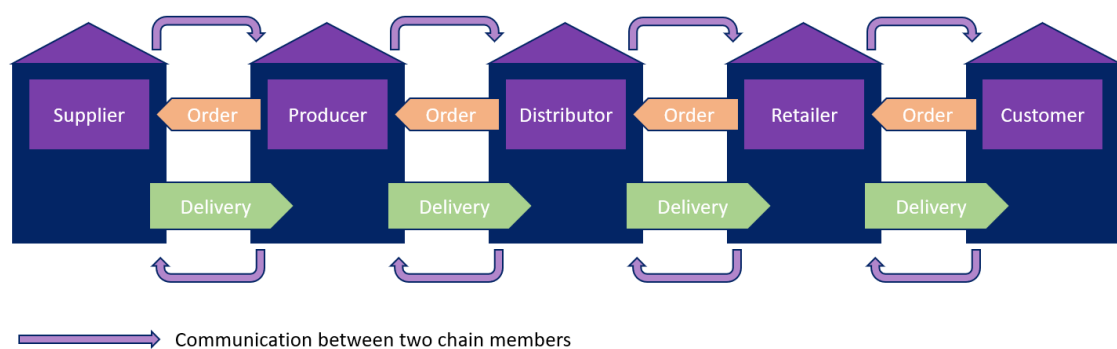 Supplier
Order
Producer
Order
Distributor
Order
Retailer
Order
Customer
Delivery
Delivery
Delivery
Delivery
Communication between two chain members